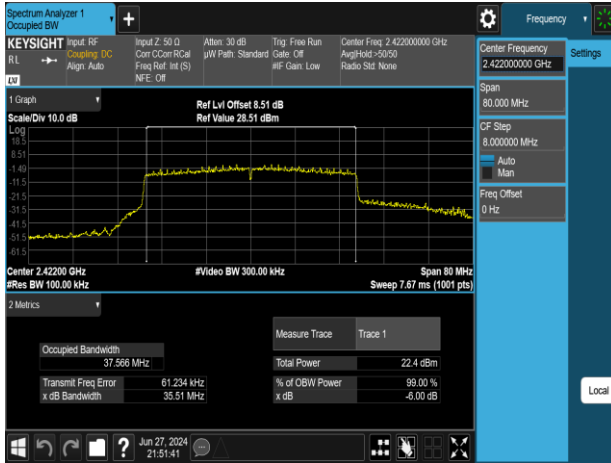 Spectrum Analyzer 1
Occupied BW
Frequency
KEYSIGHT
RL
Input: RF
Coupling: DC
Align: Auto
Input Z: 50 Ω
Corr CCorr RCal
Freq Ref: Int (S)
NFE: Off
Atten: 30 dB
µW Path: Standard
Trig: Free Run
Gate: Off
#IF Gain: Low
Center Freq: 2.422000000 GHz
Avg|Hold:>50/50
Radio Std: None
LXI
1 Graph
Scale/Div 10.0 dB
Ref Lvl Offset 8.51 dB
Ref Value 28.51 dBm
Log
18.5
8.51
-1.49
-11.5
-21.5
-31.5
-41.5
-51.5
-61.5
Center 2.42200 GHz
#Video BW 300.00 kHz
Span 80 MHz
#Res BW 100.00 kHz
Sweep 7.67 ms (1001 pts)
2 Metrics
Measure Trace
Trace 1
Occupied Bandwidth
37.566 MHz
Total Power
22.4 dBm
Transmit Freq Error
61.234 kHz
% of OBW Power
99.00 %
x dB Bandwidth
35.51 MHz
x dB
-6.00 dB
Center Frequency
2.422000000 GHz
Settings
Span
80.000 MHz
CF Step
8.000000 MHz
Auto
Man
Freq Offset
0 Hz
Local
?
Jun 27, 2024
21:51:41